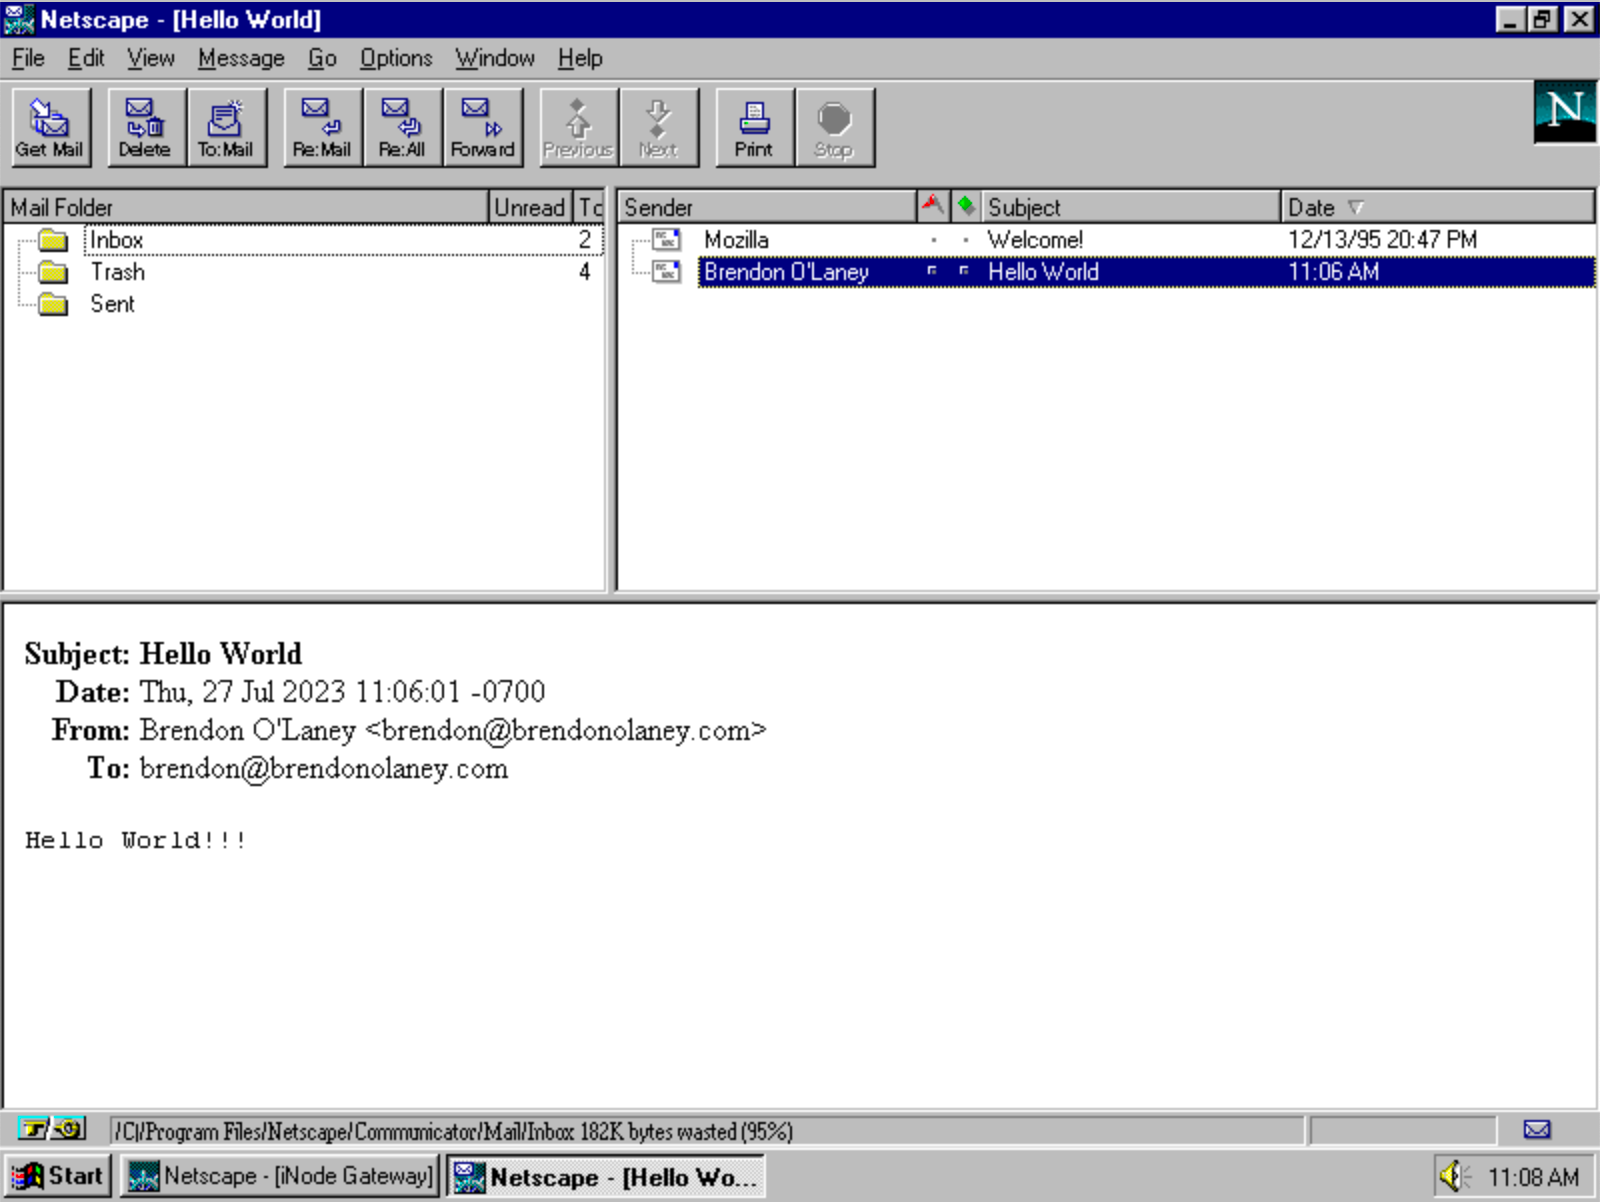 Netscape - [Hello World]
File Edit View Message Go Options Window Help
Get Mail Delete To:Mail Re:Mail Re:All Forward Previous Next Print Stop
N
Mail Folder Unread To
Sender Subject Date
Inbox 2
Trash 4
Sent
Mozilla Welcome! 12/13/95 20:47 PM
Brendon O'Laney Hello World 11:06 AM
Subject: Hello World
Date: Thu, 27 Jul 2023 11:06:01 -0700
From: Brendon O'Laney <brendon@brendonolaney.com>
To: brendon@brendonolaney.com
Hello World!!!
/C|/Program Files/Netscape/Communicator/Mail/Inbox 182K bytes wasted (95%)
Start Netscape - [iNode Gateway] Netscape - [Hello Wo... 11:08 AM